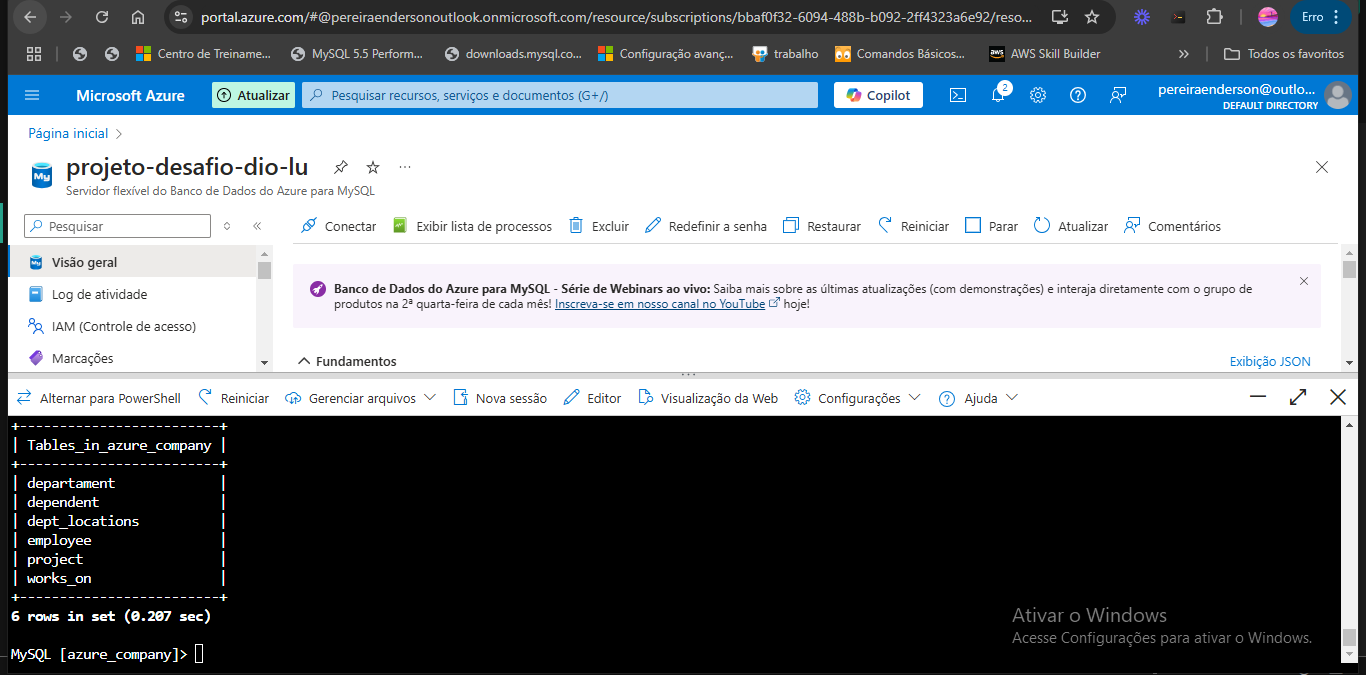 portal.azure.com/#@pereiraendersonoutlook.onmicrosoft.com/resource/subscriptions/bbaf0f32-6094-488b-b092-2ff4323a6e92/reso...
Erro
Centro de Treiname...
MySQL 5.5 Perform...
downloads.mysql.co...
Configuração avanç...
trabalho
Comandos Básicos...
aws
AWS Skill Builder
»
Todos os favoritos
Microsoft Azure
Atualizar
Pesquisar recursos, serviços e documentos (G+/)
Copilot
2
pereiraenderson@outlo...
DEFAULT DIRECTORY
Página inicial >
My
projeto-desafio-dio-lu
...
Servidor flexível do Banco de Dados do Azure para MySQL
Pesquisar
«
Conectar
Exibir lista de processos
Excluir
Redefinir a senha
Restaurar
Reiniciar
Parar
Atualizar
Comentários
Visão geral
Log de atividade
IAM (Controle de acesso)
Marcações
Banco de Dados do Azure para MySQL - Série de Webinars ao vivo: Saiba mais sobre as últimas atualizações (com demonstrações) e interaja diretamente com o grupo de
produtos na 2ª quarta-feira de cada mês! Inscreva-se em nosso canal no YouTube hoje!
Fundamentos
Exibição JSON
Alternar para PowerShell
Reiniciar
Gerenciar arquivos
Nova sessão
Editor
Visualização da Web
Configurações
Ajuda
+-------------------------+
| Tables_in_azure_company |
+-------------------------+
| departament             |
| dependent               |
| dept_locations          |
| employee                |
| project                 |
| works_on                |
+-------------------------+
6 rows in set (0.207 sec)
MySQL [azure_company]>
Ativar o Windows
Acesse Configurações para ativar o Windows.